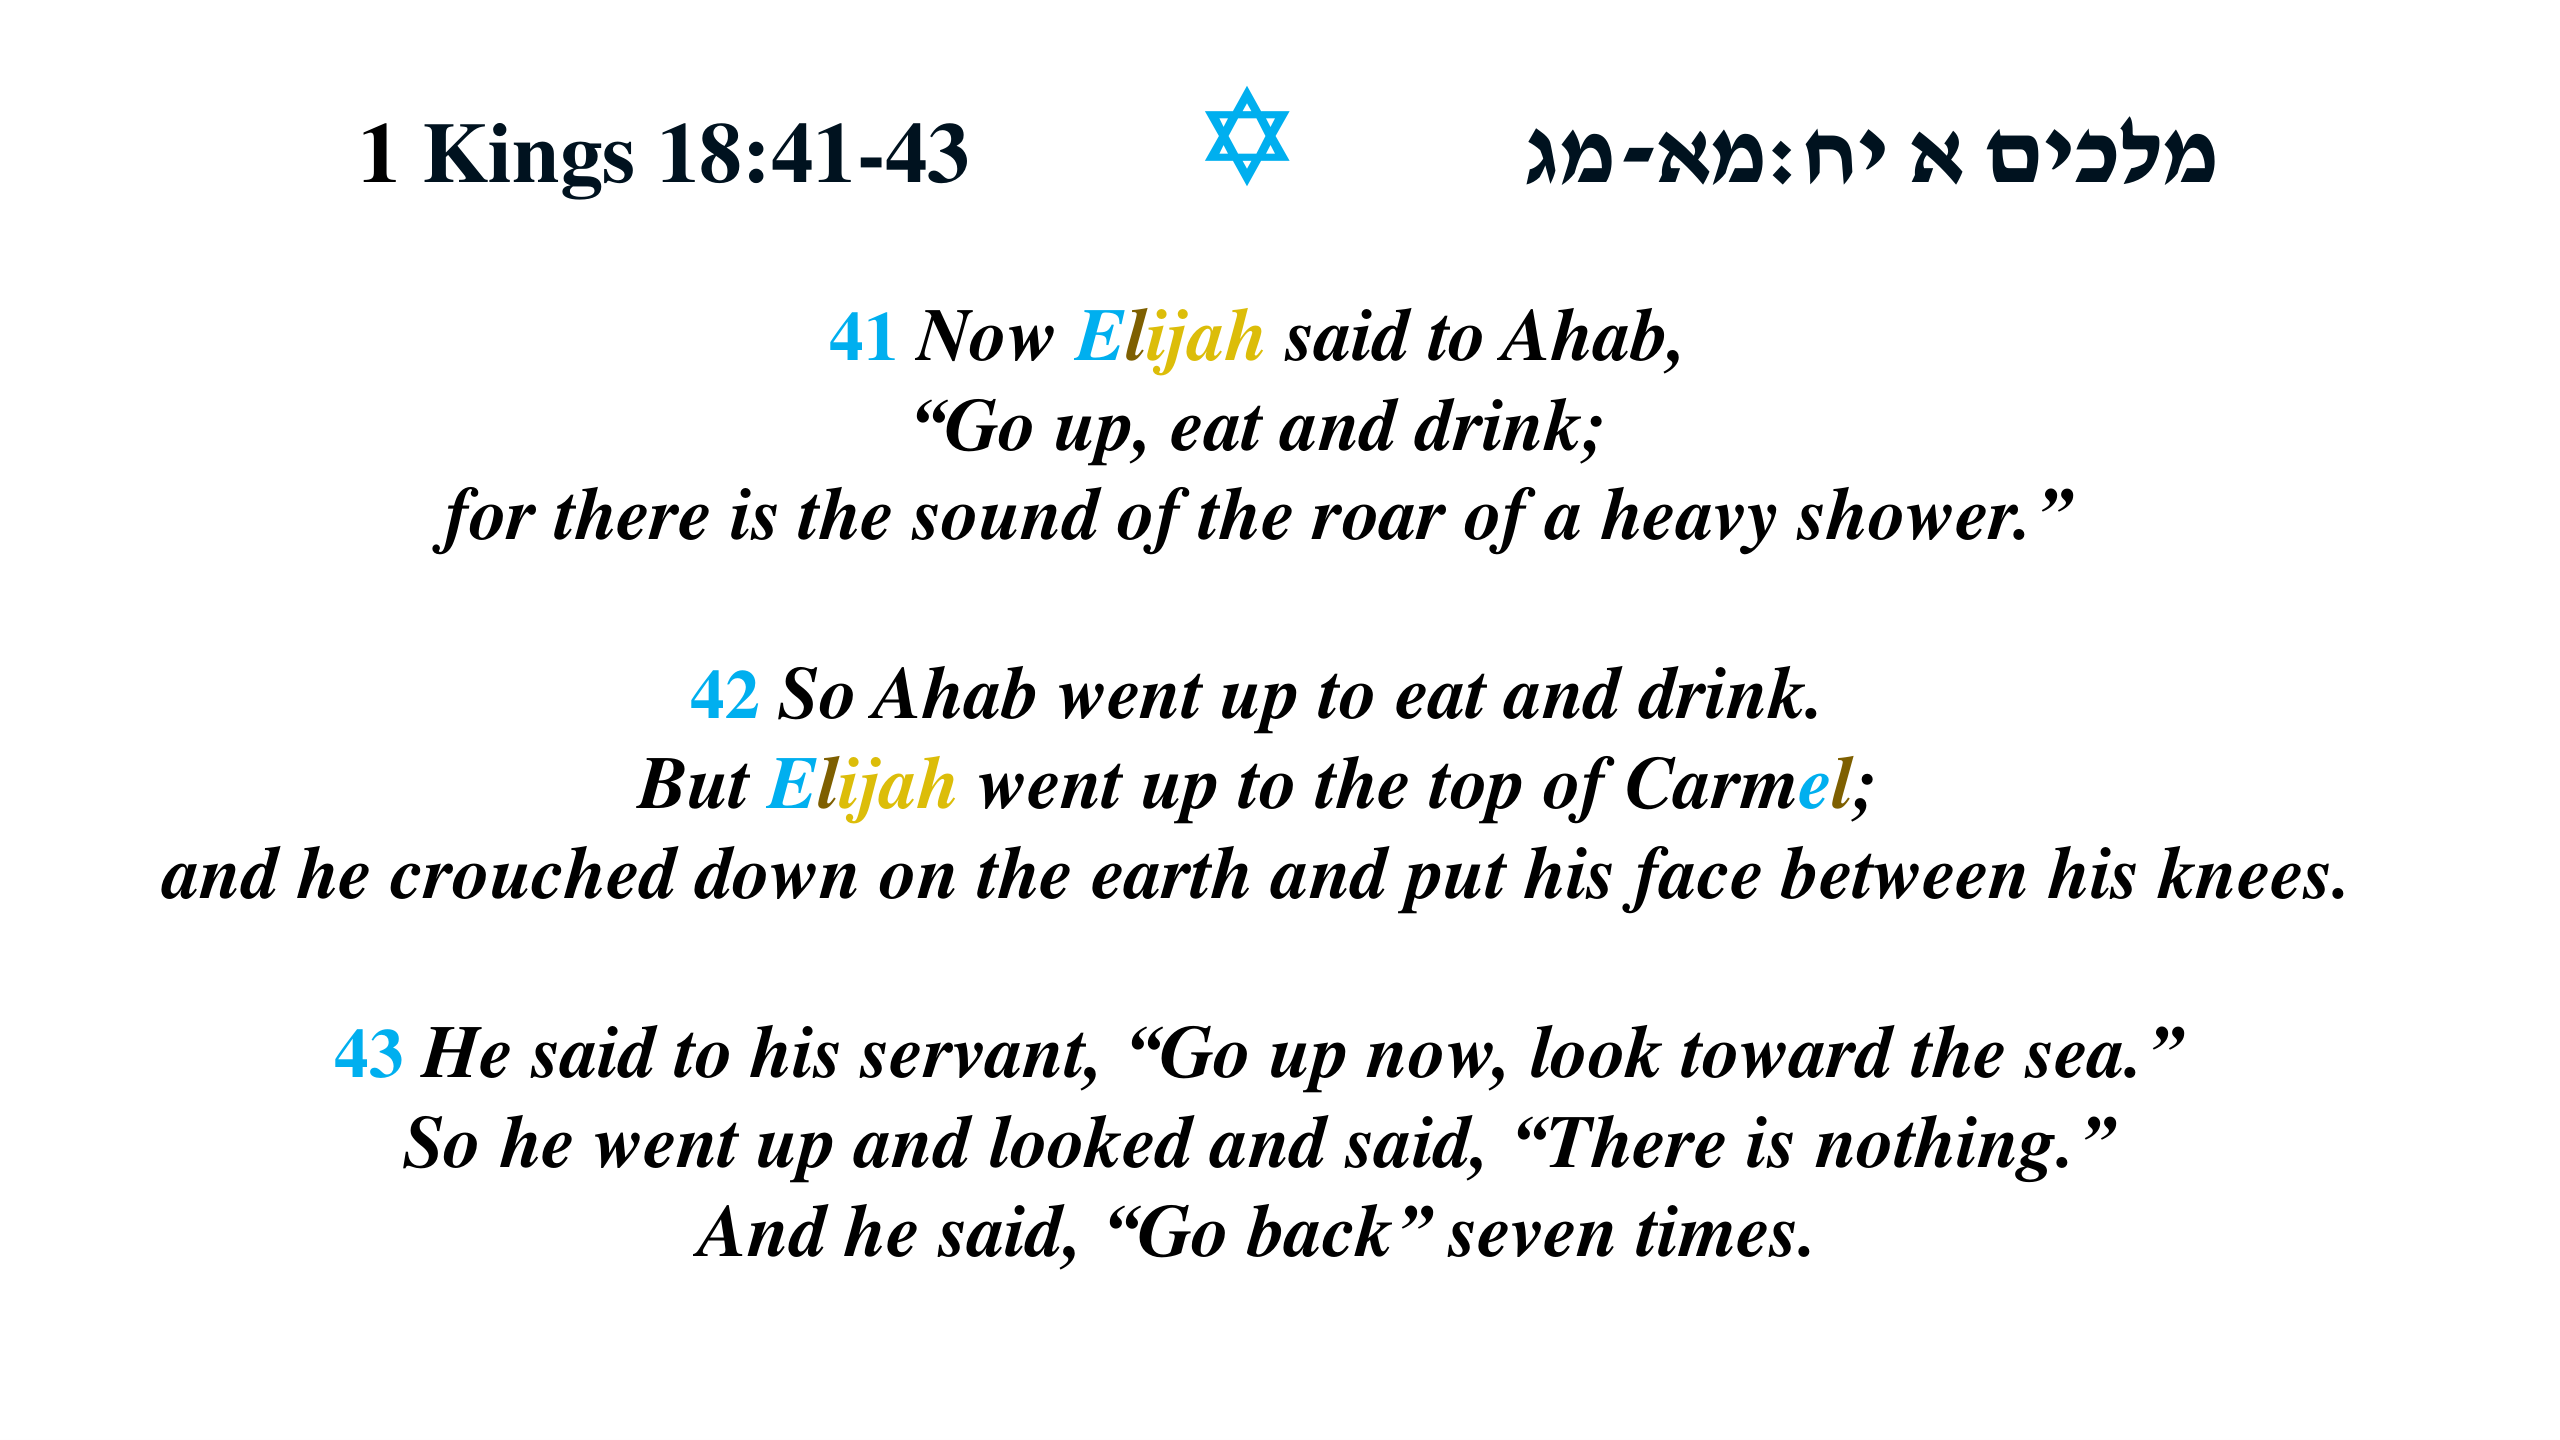 1 Kings 18:41-43 ✡ מלכים א יח:מא-מג
41 Now Elijah said to Ahab,
“Go up, eat and drink;
for there is the sound of the roar of a heavy shower.”
42 So Ahab went up to eat and drink.
But Elijah went up to the top of Carmel;
and he crouched down on the earth and put his face between his knees.
43 He said to his servant, “Go up now, look toward the sea.”
So he went up and looked and said, “There is nothing.”
And he said, “Go back” seven times.